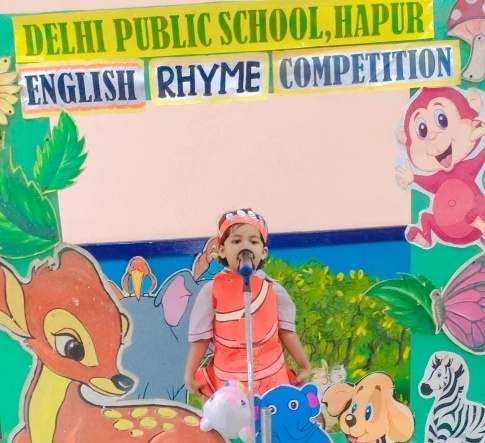 DELHI PUBLIC SCHOOL, HAPUR
ENGLISH RHYME COMPETITION